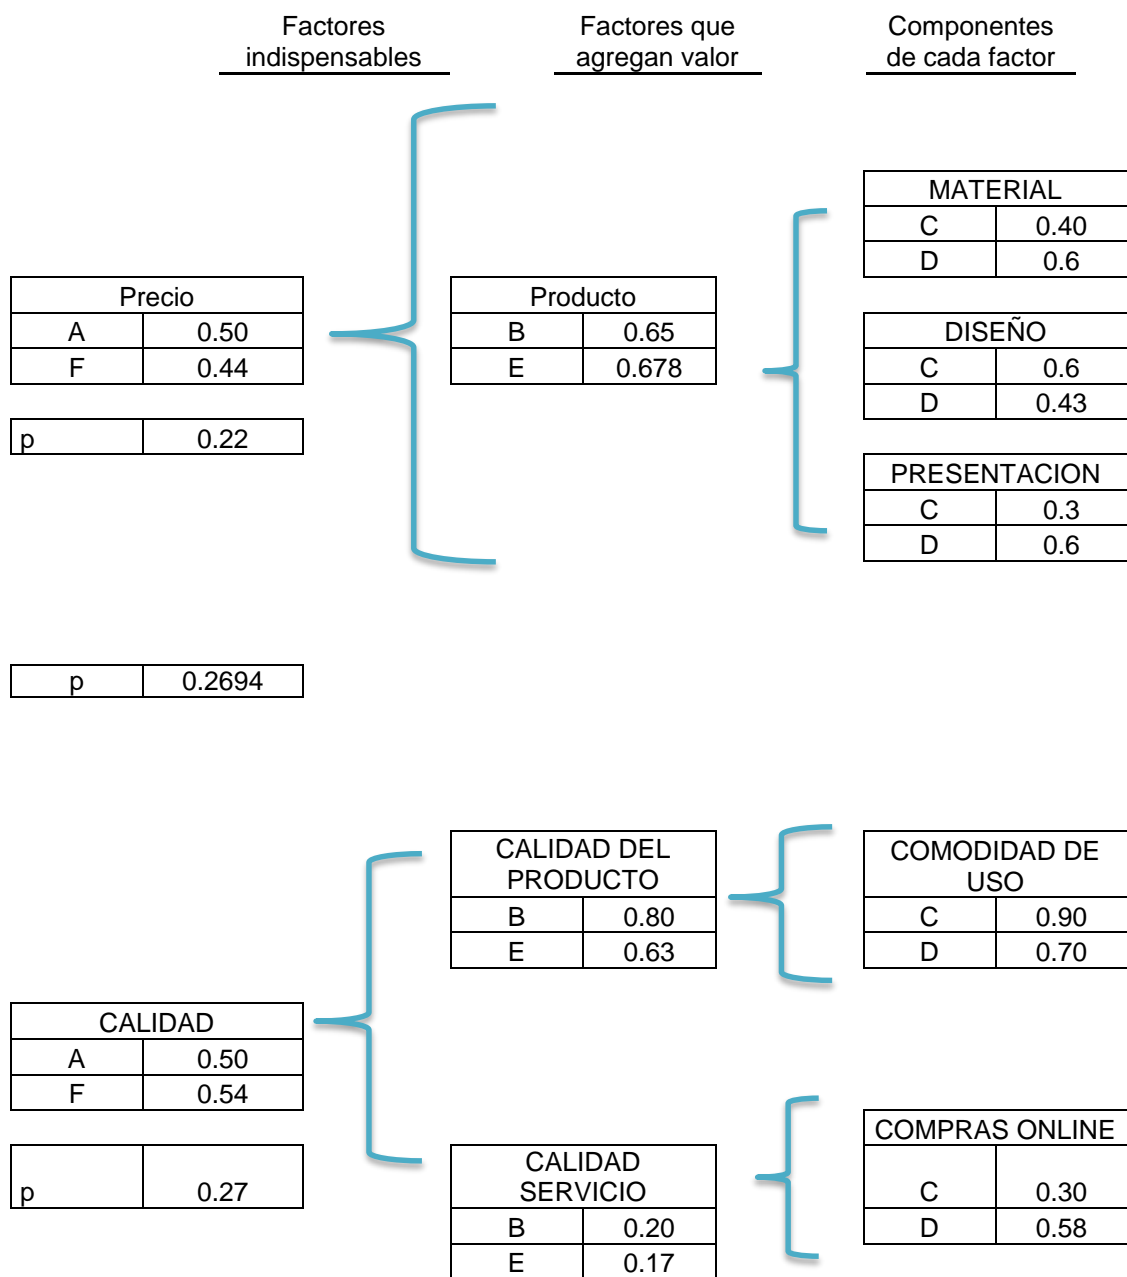 Factores
indispensables
Factores que
agregan valor
Componentes
de cada factor
Precio
A 0.50
F 0.44
p 0.22
Producto
B 0.65
E 0.678
MATERIAL
C 0.40
D 0.6
DISEÑO
C 0.6
D 0.43
PRESENTACION
C 0.3
D 0.6
p 0.2694
CALIDAD
A 0.50
F 0.54
p 0.27
CALIDAD DEL
PRODUCTO
B 0.80
E 0.63
COMODIDAD DE
USO
C 0.90
D 0.70
CALIDAD
SERVICIO
B 0.20
E 0.17
COMPRAS ONLINE
C 0.30
D 0.58